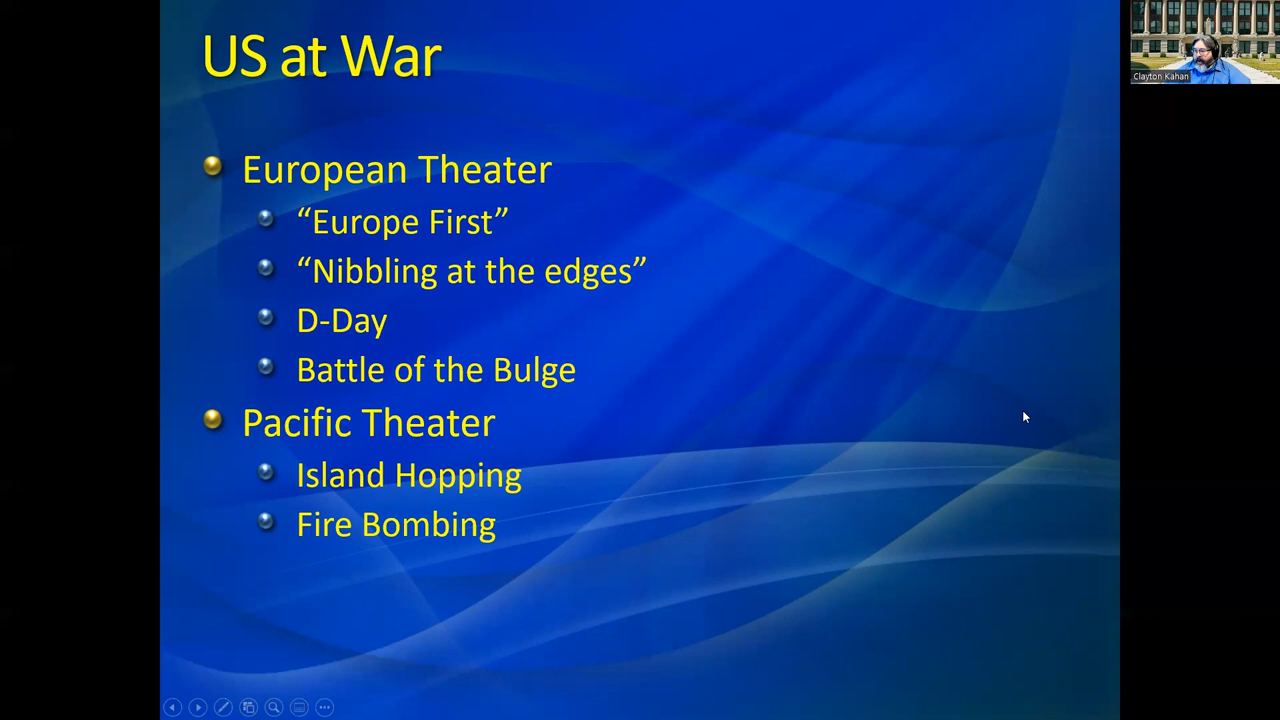 US at War
European Theater
“Europe First”
“Nibbling at the edges”
D-Day
Battle of the Bulge
Pacific Theater
Island Hopping
Fire Bombing
Clayton Kahan